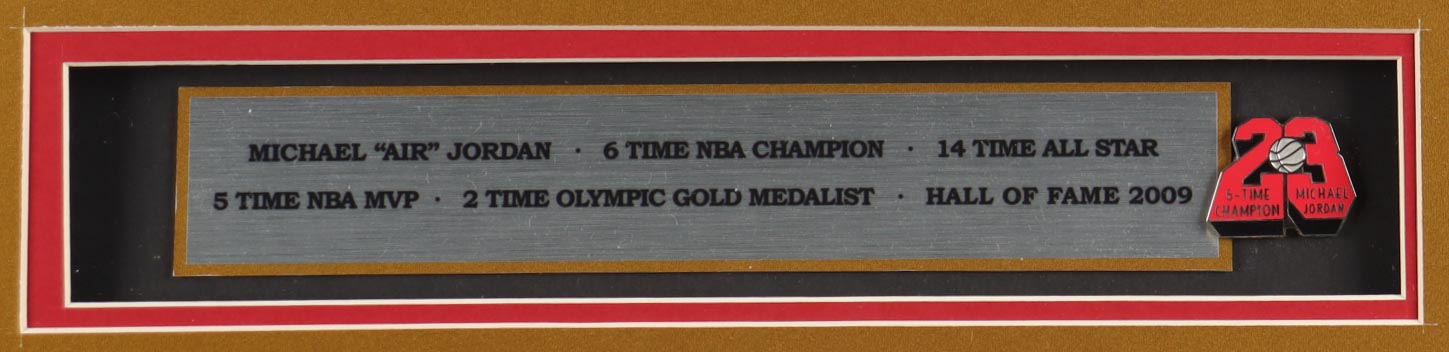 MICHAEL “AIR” JORDAN · 6 TIME NBA CHAMPION · 14 TIME ALL STAR
5 TIME NBA MVP · 2 TIME OLYMPIC GOLD MEDALIST · HALL OF FAME 2009
23
-TIME MICHAEL
CHAMPION JORDAN